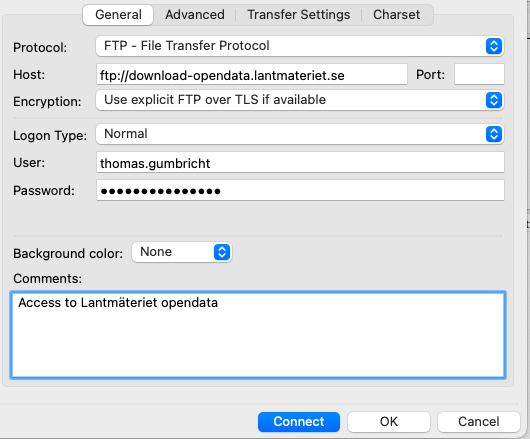 General Advanced Transfer Settings Charset
Protocol: FTP - File Transfer Protocol
Host: ftp://download-opendata.lantmateriet.se Port:
Encryption: Use explicit FTP over TLS if available
Logon Type: Normal
User: thomas.gumbricht
Password: ●●●●●●●●●●●●●●●
Background color: None
Comments:
Access to Lantmäteriet opendata
Connect OK Cancel